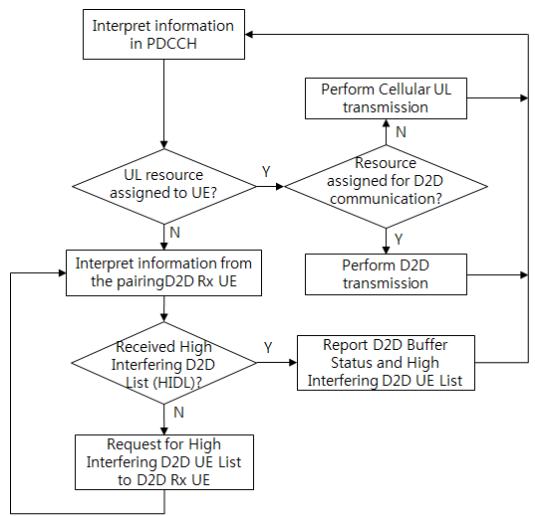 Interpret information
in PDCCH
Perform Cellular UL
transmission
N
UL resource
assigned to UE?
Y
Resource
assigned for D2D
communication?
N
Y
Interpret information from
the pairingD2D Rx UE
Perform D2D
transmission
Received High
Interfering D2D
List (HIDL)?
Y
Report D2D Buffer
Status and High
Interfering D2D UE List
N
Request for High
Interfering D2D UE List
to D2D Rx UE